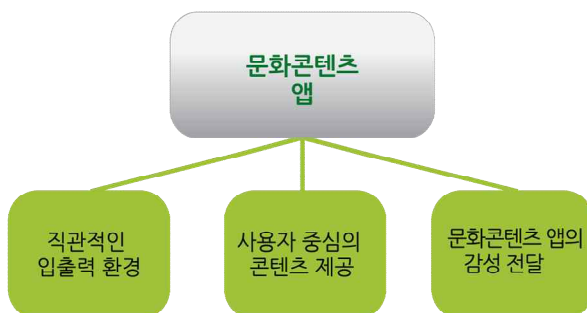 문화콘텐츠
앱
직관적인
입출력 환경
사용자 중심의
콘텐츠 제공
문화콘텐츠 앱의
감성 전달